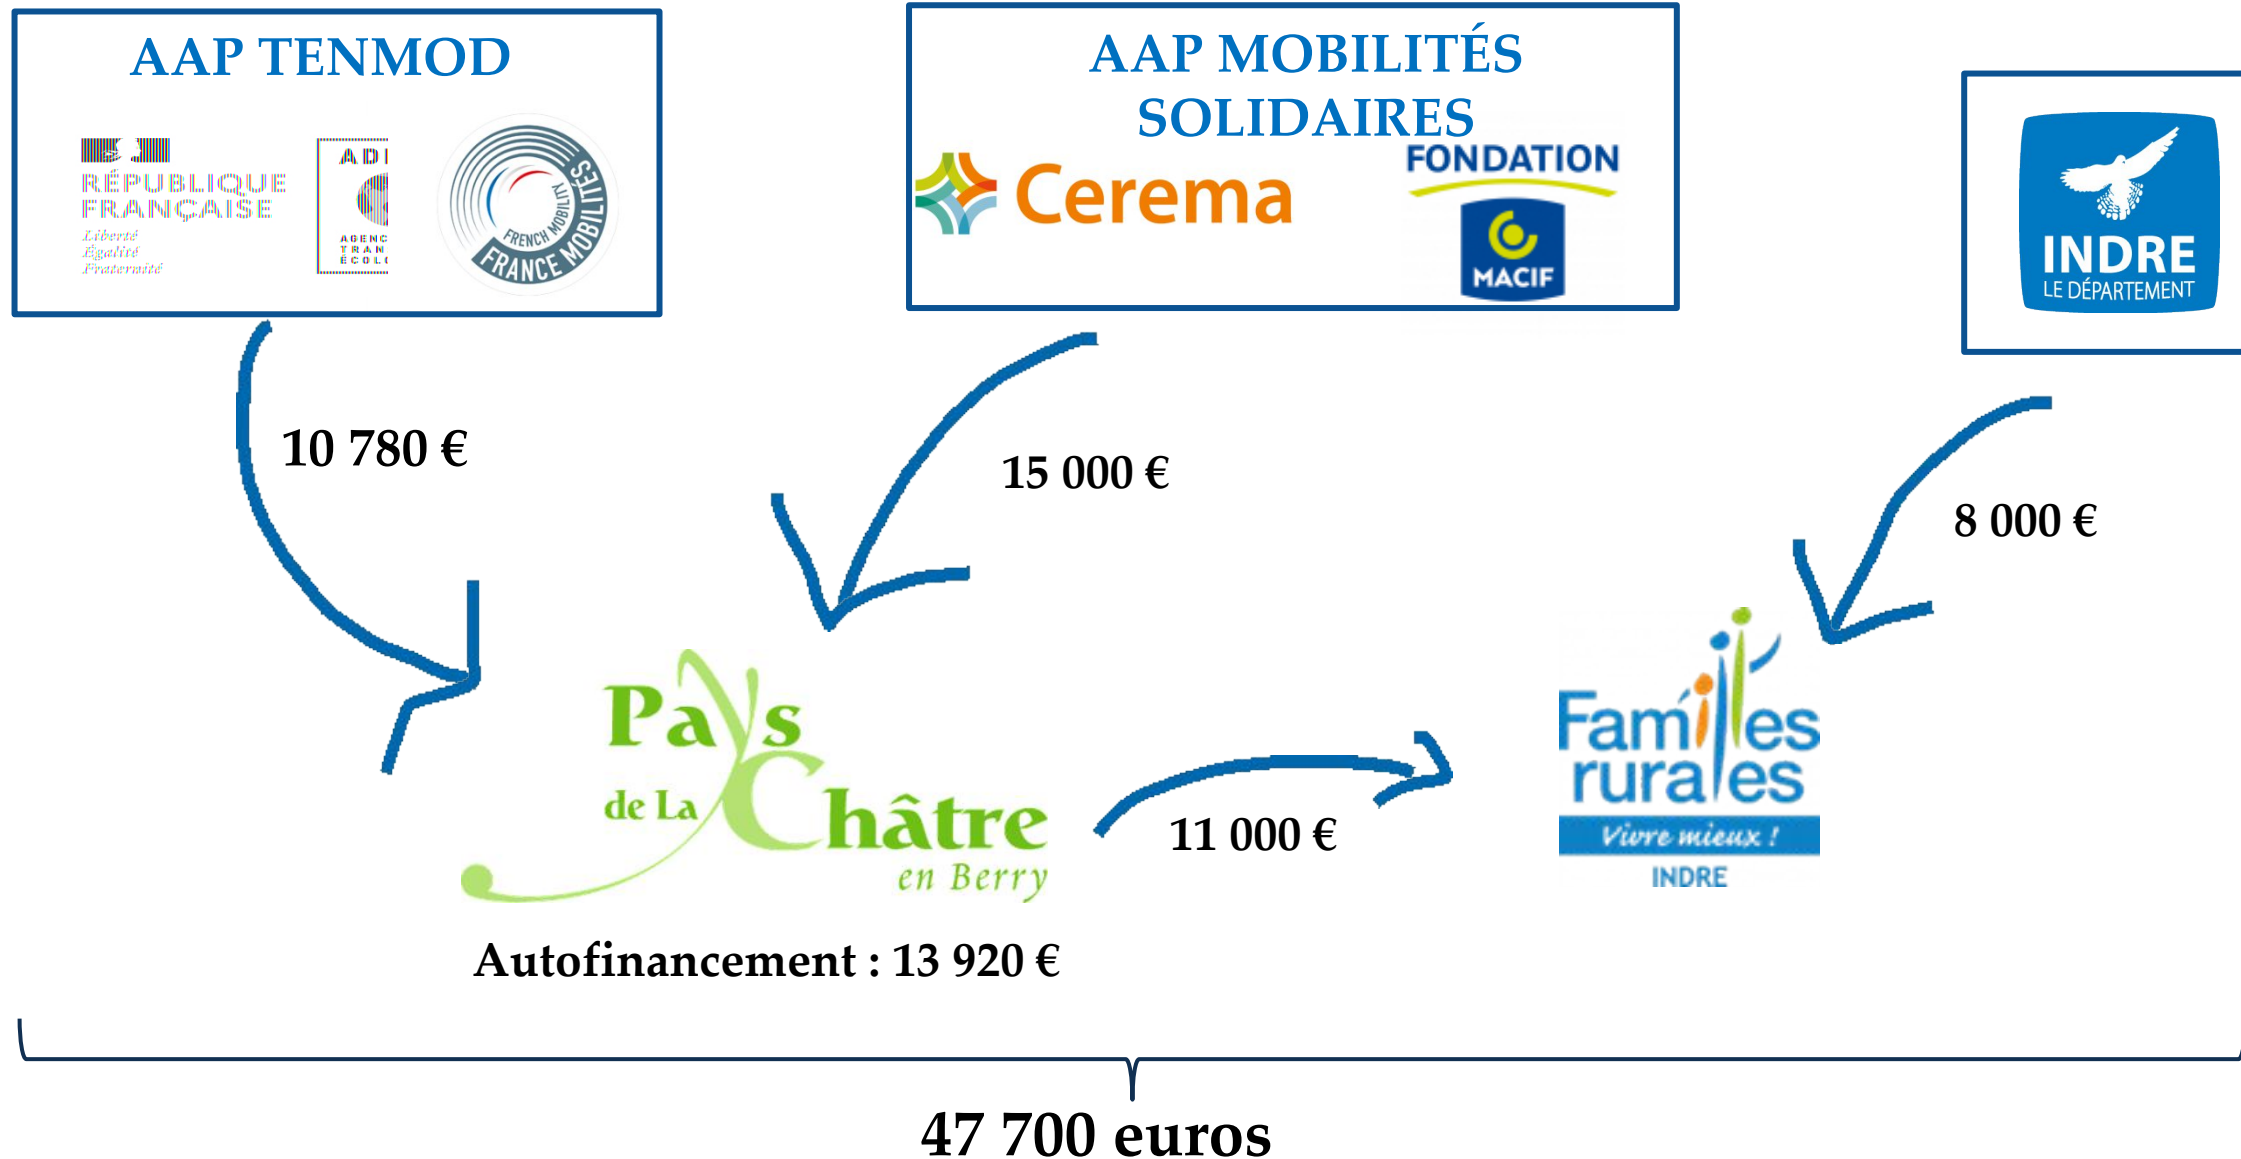 AAP TENMOD
RÉPUBLIQUE
FRANÇAISE
Liberté
Égalité
Fraternité
FRENCH MOBILITY
FRANCE MOBILITÉS
AAP MOBILITÉS
SOLIDAIRES
Cerema
FONDATION
MACIF
INDRE
LE DÉPARTEMENT
10 780 €
15 000 €
8 000 €
Pays
de La Châtre
en Berry
11 000 €
Familles
rurales
Vivre mieux !
INDRE
Autofinancement : 13 920 €
47 700 euros